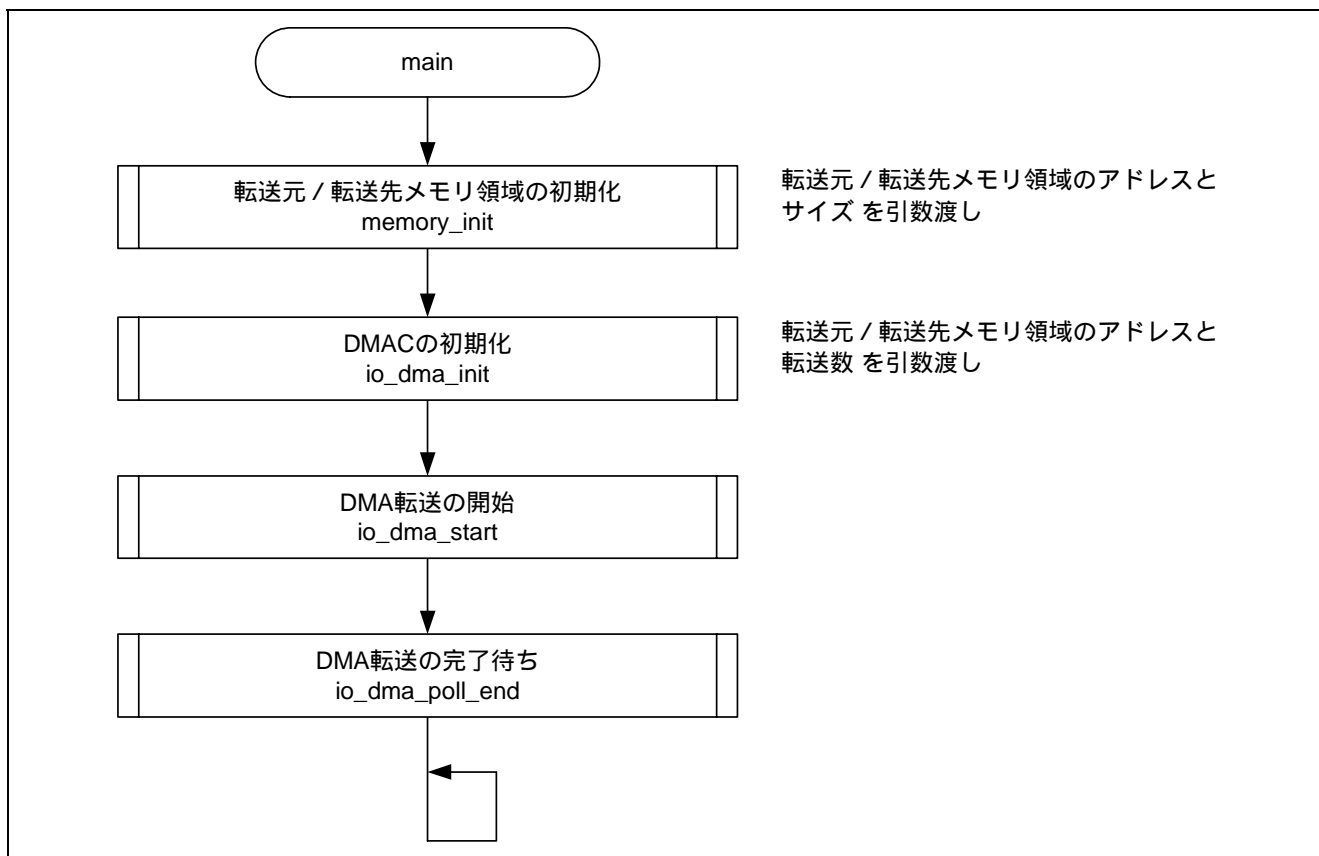 main
転送元 / 転送先メモリ領域の初期化
memory_init
転送元 / 転送先メモリ領域のアドレスと
サイズ を引数渡し
DMACの初期化
io_dma_init
転送元 / 転送先メモリ領域のアドレスと
転送数 を引数渡し
DMA転送の開始
io_dma_start
DMA転送の完了待ち
io_dma_poll_end